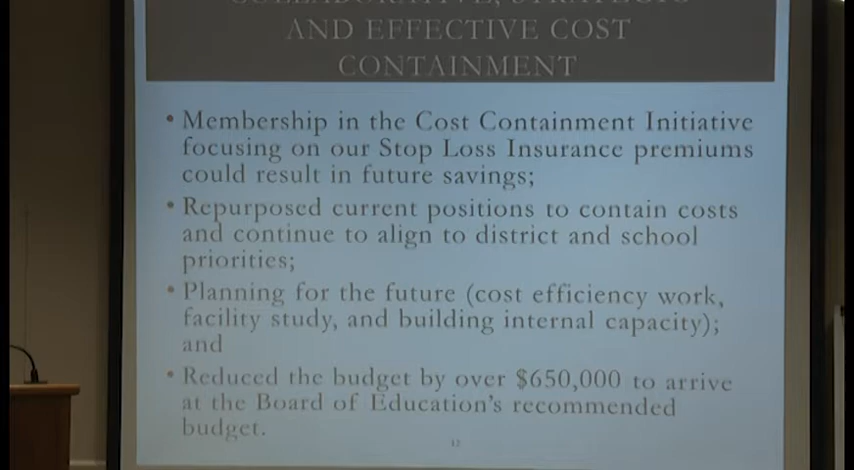 COLLABORATIVE, STRATEGIC
AND EFFECTIVE COST
CONTAINMENT
• Membership in the Cost Containment Initiative
focusing on our Stop Loss Insurance premiums
could result in future savings;
• Repurposed current positions to contain costs
and continue to align to district and school
priorities;
• Planning for the future (cost efficiency work,
facility study, and building internal capacity);
and
• Reduced the budget by over $650,000 to arrive
at the Board of Education's recommended
budget.
12